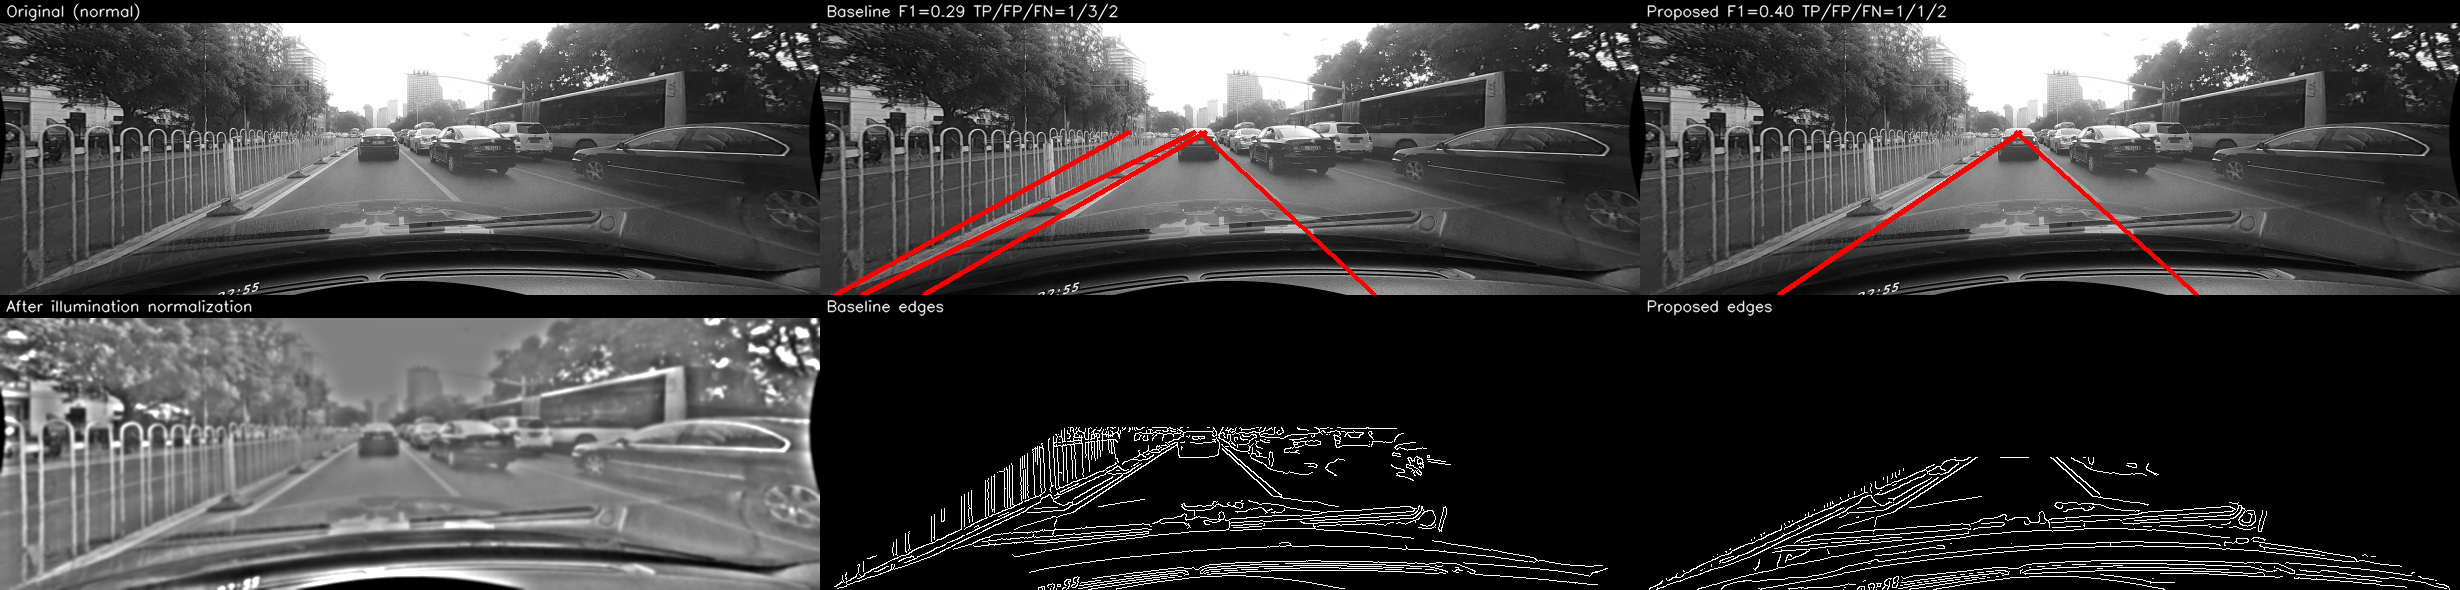 Original (normal)
Baseline F1=0.29 TP/FP/FN=1/3/2
Proposed F1=0.40 TP/FP/FN=1/1/2
After illumination normalization
Baseline edges
Proposed edges